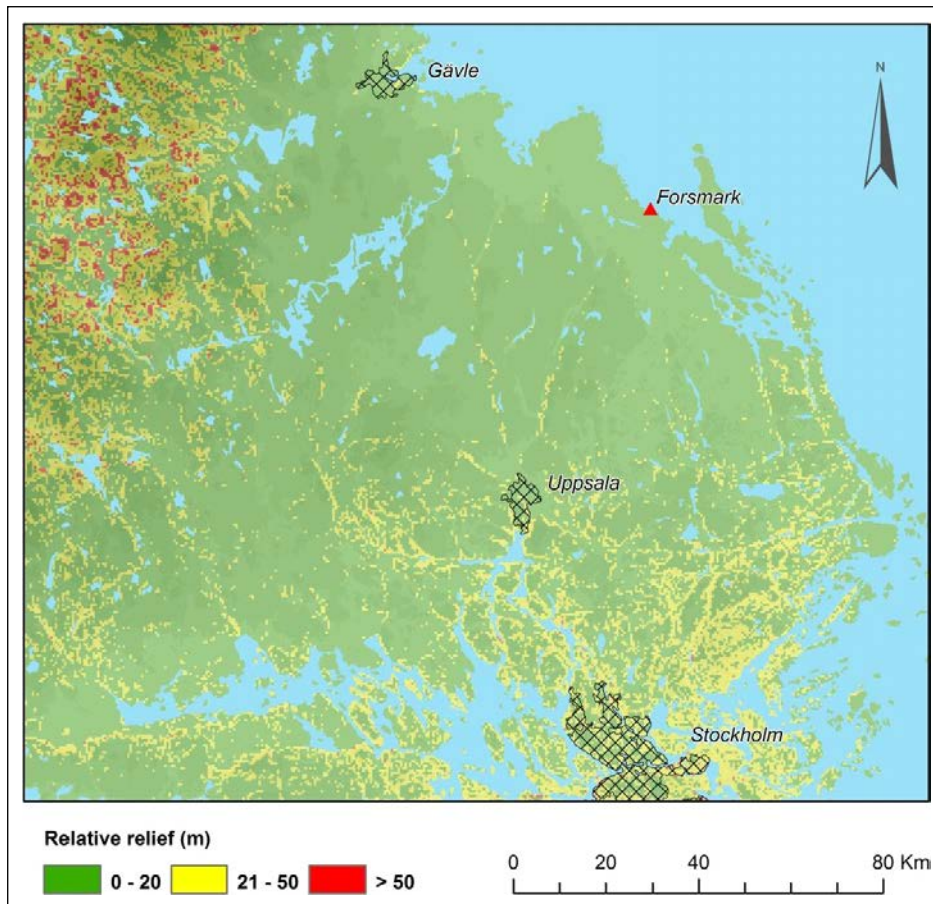 Gävle
N
Forsmark
Uppsala
Stockholm
Relative relief (m)
0 - 20 21 - 50 > 50
0 20 40 80 Km